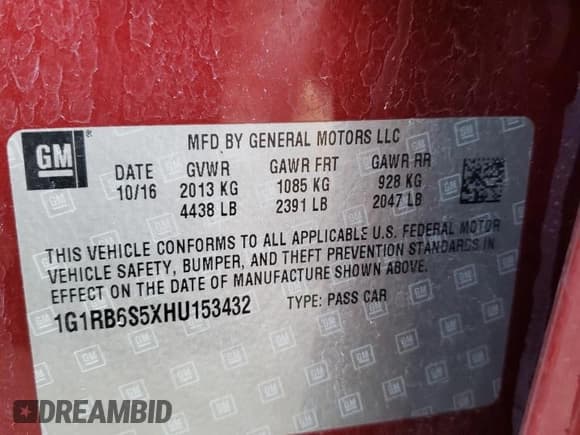 GM
®
MFD BY GENERAL MOTORS LLC
DATE GVWR GAWR FRT GAWR RR
10/16 2013 KG 1085 KG 928 KG
4438 LB 2391 LB 2047 LB
THIS VEHICLE CONFORMS TO ALL APPLICABLE U.S. FEDERAL MOTOR
VEHICLE SAFETY, BUMPER, AND THEFT PREVENTION STANDARDS IN
EFFECT ON THE DATE OF MANUFACTURE SHOWN ABOVE.
1G1RB6S5XHU153432 TYPE: PASS CAR
DREAMBID